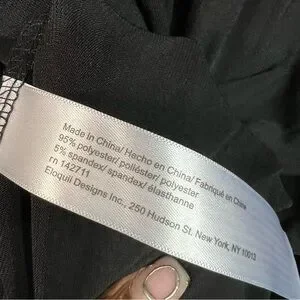 Made in China/ Hecho en China/ Fabriqué en Chine
95% polyester/ poliéster/ polyester
5% spandex/ spandex/ élasthanne
rn 142711
Eloquii Designs Inc., 250 Hudson St. New York, NY 10013